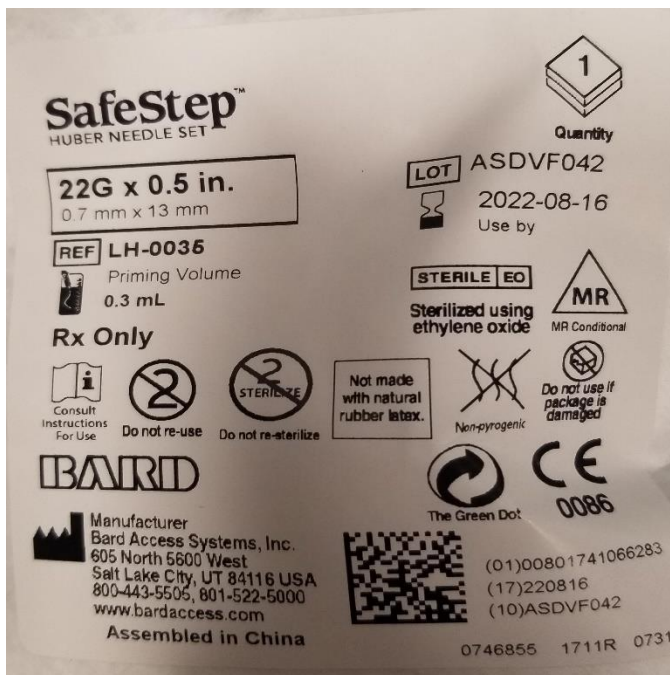 SafeStep™
HUBER NEEDLE SET
1
Quantity
22G x 0.5 in.
0.7 mm x 13 mm
LOT ASDVF042
2022-08-16
Use by
REF LH-0035
Priming Volume
0.3 mL
STERILE EO
Sterilized using
ethylene oxide
MR
MR Conditional
Rx Only
i
Consult
Instructions
For Use
2
Do not re-use
2
STERILIZE
Do not re-sterilize
Not made
with natural
rubber latex.
Non-pyrogenic
Do not use if
package is
damaged
BARD
The Green Dot
CE
0086
Manufacturer
Bard Access Systems, Inc.
605 North 5600 West
Salt Lake City, UT 84116 USA
800-443-5505, 801-522-5000
www.bardaccess.com
Assembled in China
(01)00801741066283
(17)220816
(10)ASDVF042
0746855 1711R 0731